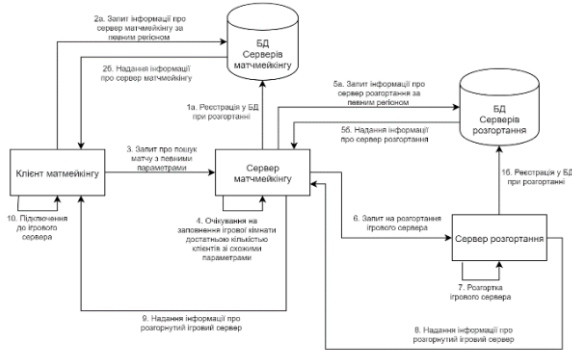 2а. Запит інформації про
сервер матчмейкінгу за
певним регіоном
БД
Серверів
матчмейкінгу
2б. Надання інформації
про сервер матчмейкінгу
5а. Запит інформації про
сервер розгортання за
певним регіоном
БД
Серверів
розгортання
1а. Реєстрація у БД
при розгортанні
5б. Надання інформації
про сервер розгортання
3. Запит про пошук
матчу з певними
параметрами
Клієнт матмейкінгу
Сервер
матчмейкінгу
1б. Реєстрація у БД
при розгортанні
10. Підключення
до ігрового
сервера
4. Очікування на
заповнення ігрової кімнати
достатньою кількістю
клієнтів зі схожими
параметрами
6. Запит на розгортання
ігрового сервера
Сервер розгортання
7. Розгортка
ігрового сервера
9. Надання інформації про
розгорнутий ігровий сервер
8. Надання інформації про
розгорнутий ігровий сервер